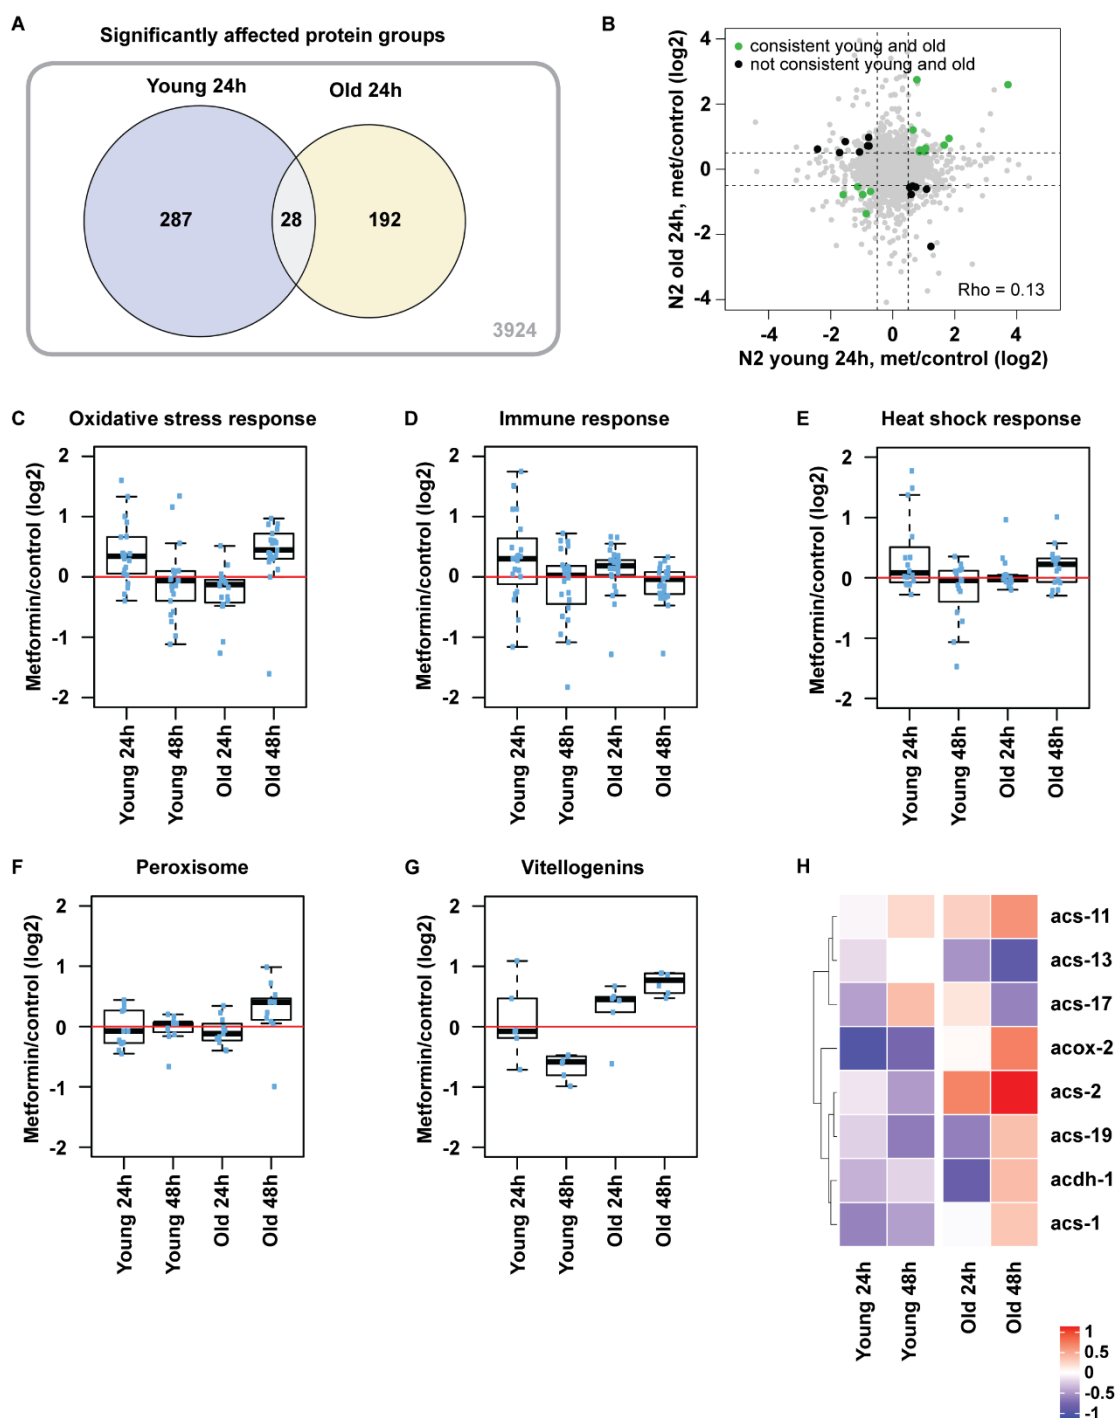 A
Significantly affected protein groups
Young 24h
Old 24h
287
28
192
3924
B
consistent young and old
not consistent young and old
4
2
0
-2
-4
N2 old 24h, met/control (log2)
Rho = 0.13
-4
-2
0
2
4
N2 young 24h, met/control (log2)
C
Oxidative stress response
2
1
0
-1
-2
Metformin/control (log2)
Young 24h
Young 48h
Old 24h
Old 48h
D
Immune response
2
1
0
-1
-2
Metformin/control (log2)
Young 24h
Young 48h
Old 24h
Old 48h
E
Heat shock response
2
1
0
-1
-2
Metformin/control (log2)
Young 24h
Young 48h
Old 24h
Old 48h
F
Peroxisome
2
1
0
-1
-2
Metformin/control (log2)
Young 24h
Young 48h
Old 24h
Old 48h
G
Vitellogenins
2
1
0
-1
-2
Metformin/control (log2)
Young 24h
Young 48h
Old 24h
Old 48h
H
acs-11
acs-13
acs-17
acox-2
acs-2
acs-19
acdh-1
acs-1
Young 24h
Young 48h
Old 24h
Old 48h
1
0.5
0
-0.5
-1